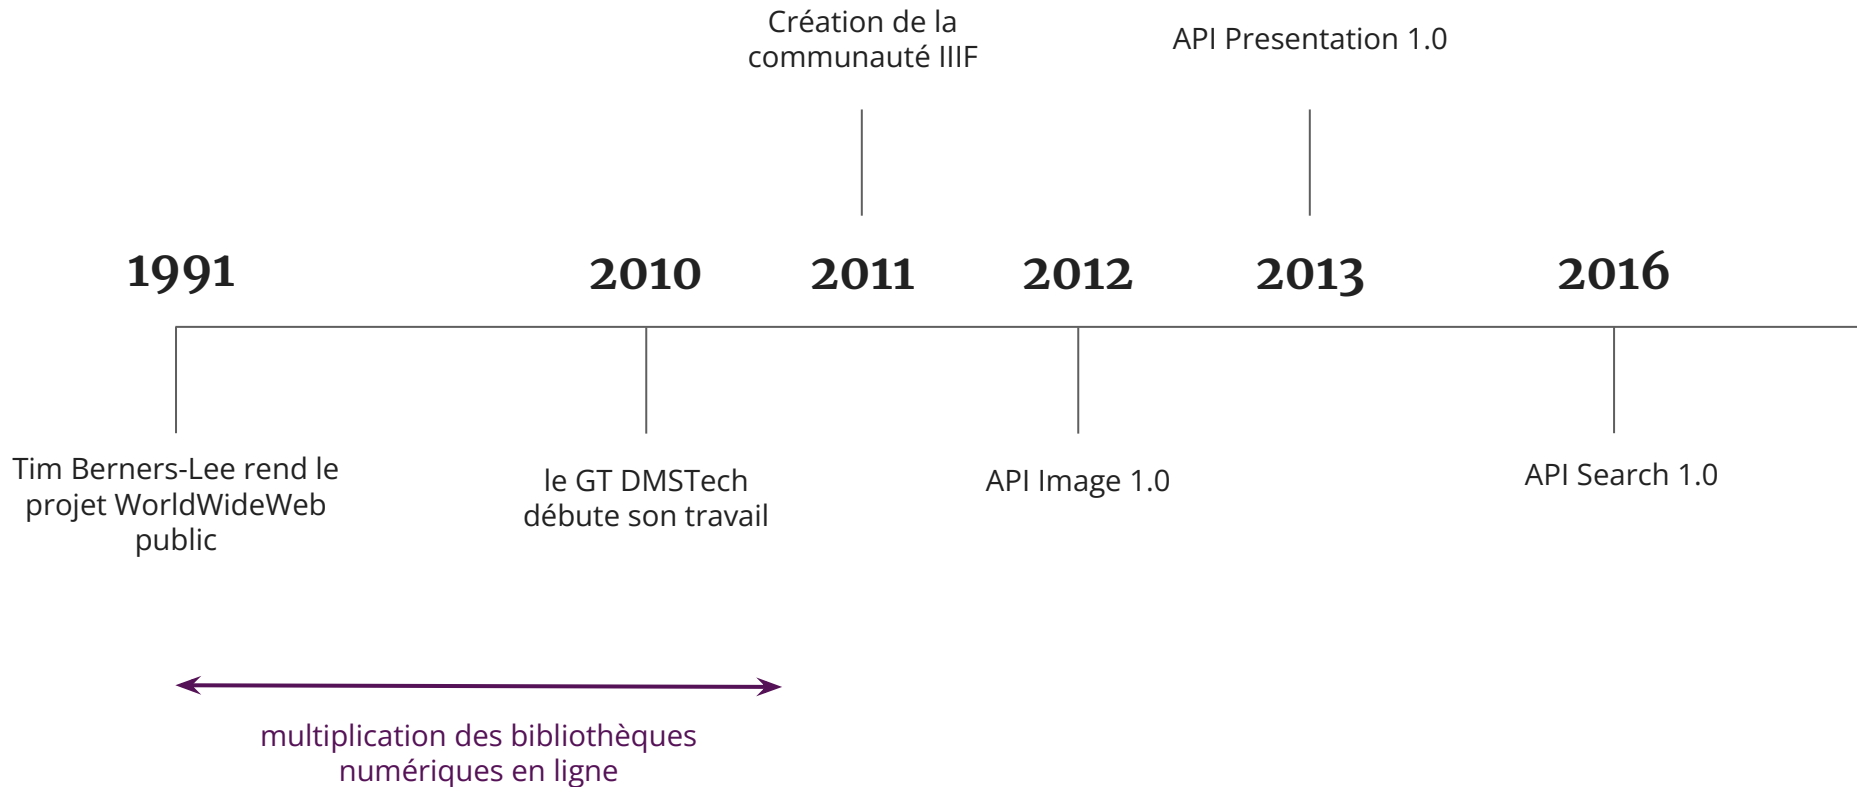 Création de la
communauté IIIF
API Presentation 1.0
1991
2010
2011
2012
2013
2016
Tim Berners-Lee rend le
projet WorldWideWeb
public
le GT DMSTech
débute son travail
API Image 1.0
API Search 1.0
multiplication des bibliothèques
numériques en ligne